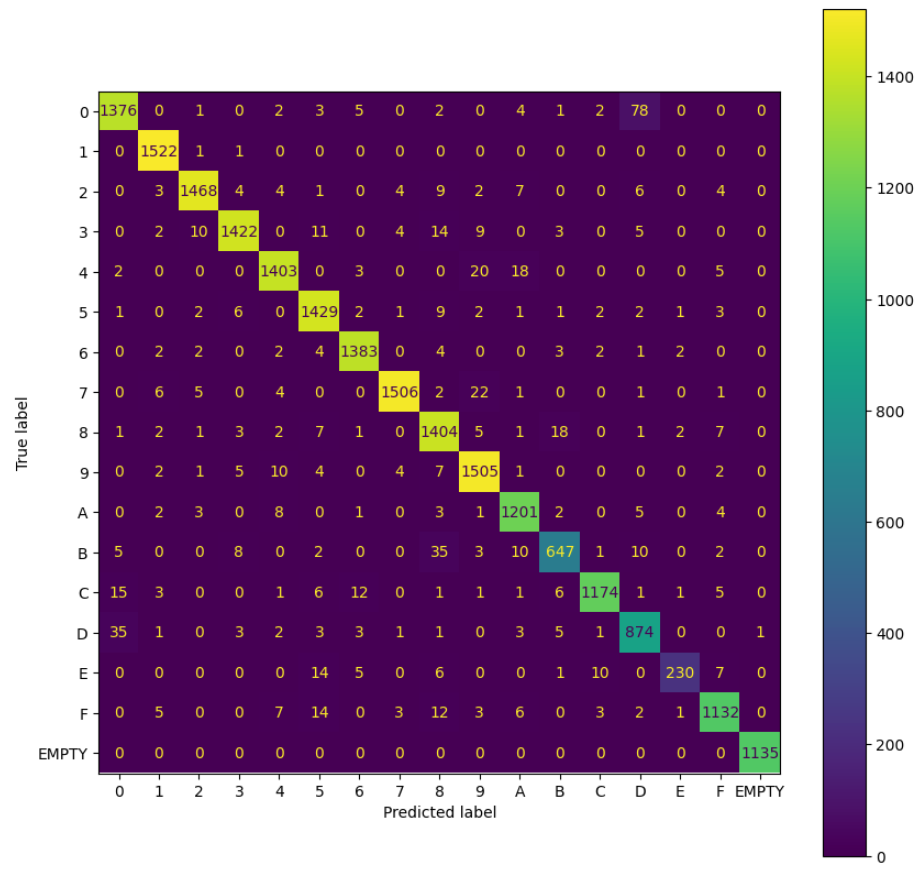 0 1376 0 1 0 2 3 5 0 2 0 4 1 2 78 0 0 0
1 0 1522 1 1 0 0 0 0 0 0 0 0 0 0 0 0 0
2 0 3 1468 4 4 1 0 4 9 2 7 0 0 6 0 4 0
3 0 2 10 1422 0 11 0 4 14 9 0 3 0 5 0 0 0
4 2 0 0 0 1403 0 3 0 0 20 18 0 0 0 0 5 0
5 1 0 2 6 0 1429 2 1 9 2 1 1 2 2 1 3 0
6 0 2 2 0 2 4 1383 0 4 0 0 3 2 1 2 0 0
7 0 6 5 0 4 0 0 1506 2 22 1 0 0 1 0 1 0
8 1 2 1 3 2 7 1 0 1404 5 1 18 0 1 2 7 0
9 0 2 1 5 10 4 0 4 7 1505 1 0 0 0 0 2 0
A 0 2 3 0 8 0 1 0 3 1 1201 2 0 5 0 4 0
B 5 0 0 8 0 2 0 0 35 3 10 647 1 10 0 2 0
C 15 3 0 0 1 6 12 0 1 1 1 6 1174 1 1 5 0
D 35 1 0 3 2 3 3 1 1 0 3 5 1 874 0 0 1
E 0 0 0 0 0 14 5 0 6 0 0 1 10 0 230 7 0
F 0 5 0 0 7 14 0 3 12 3 6 0 3 2 1 1132 0
EMPTY 0 0 0 0 0 0 0 0 0 0 0 0 0 0 0 0 1135
0 1 2 3 4 5 6 7 8 9 A B C D E F EMPTY
Predicted label
True label
1400
1200
1000
800
600
400
200
0